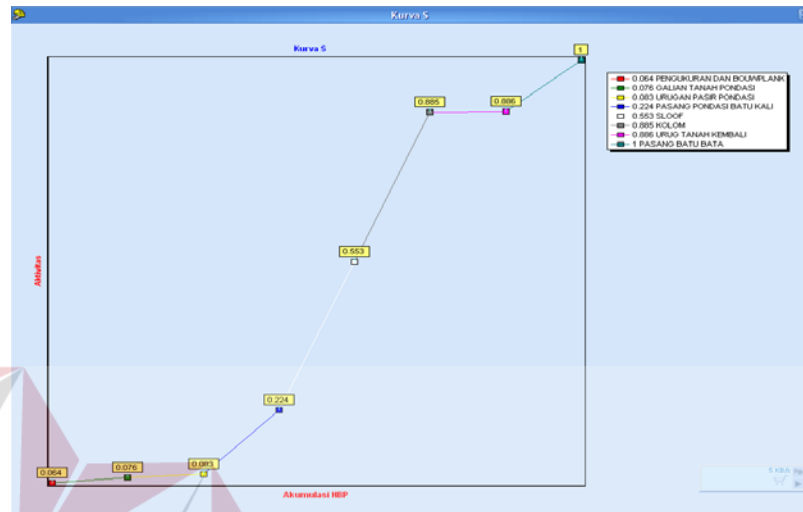 Kurva S
Kurva S
1
0.064 PENGUKURAN DAN BOUWPLANK
0.076 GALIAN TANAH PONDASI
0.083 URUGAN PASIR PONDASI
0.224 PASANG PONDASI BATU KALI
0.553 SLOOF
0.885 KOLOM
0.886 URUG TANAH KEMBALI
1 PASANG BATU BATA
0.885
0.886
0.553
Aktivitas
0.224
0.083
0.076
0.064
Akumulasi NBP